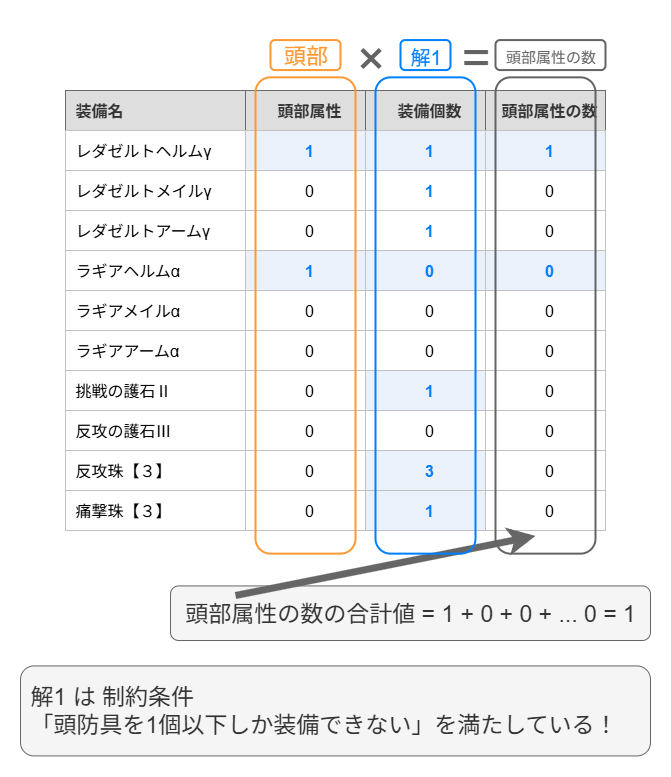 頭部 × 解1 = 頭部属性の数
装備名 頭部属性 装備個数 頭部属性の数
レダゼルトヘルムγ 1 1 1
レダゼルトメイルγ 0 1 0
レダゼルトアームγ 0 1 0
ラギアヘルムα 1 0 0
ラギアメイルα 0 0 0
ラギアアームα 0 0 0
挑戦の護石Ⅱ 0 1 0
反攻の護石Ⅲ 0 0 0
反攻珠【３】 0 3 0
痛撃珠【３】 0 1 0
頭部属性の数の合計値 = 1 + 0 + 0 + ... 0 = 1
解1 は 制約条件
「頭防具を1個以下しか装備できない」を満たしている！